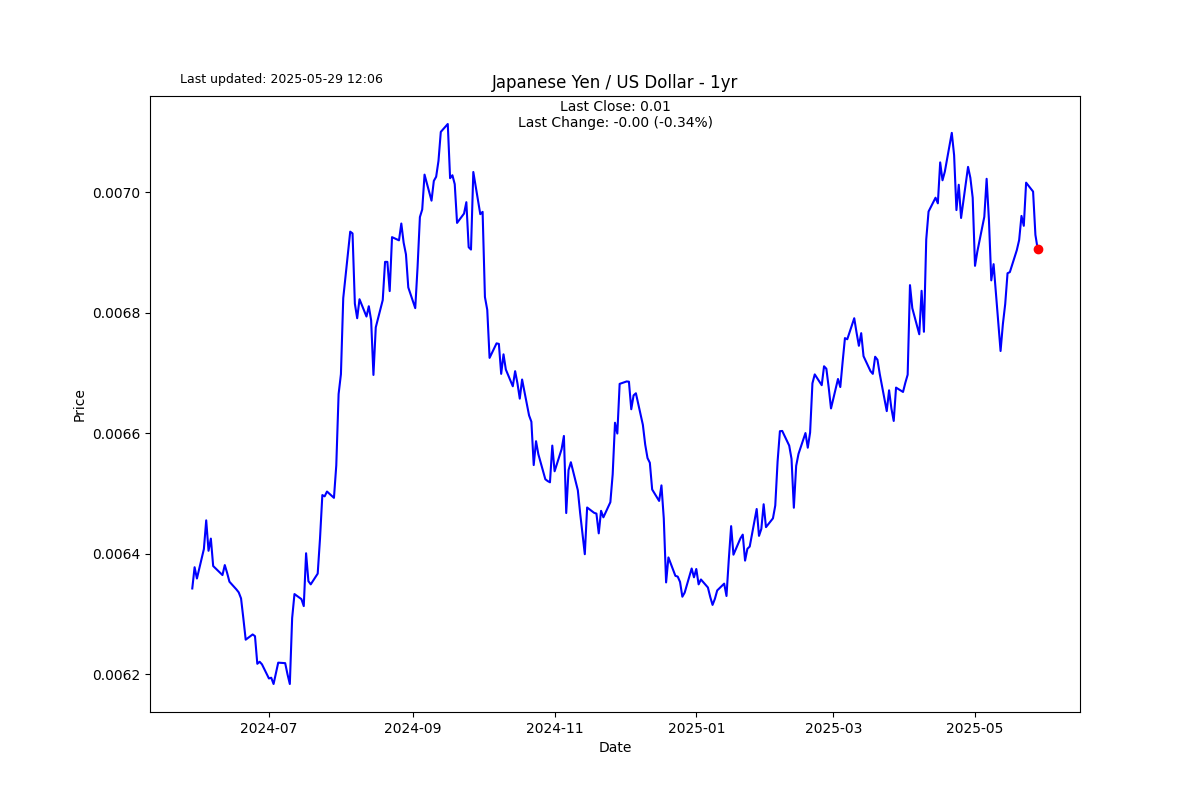 Last updated: 2025-05-29 12:06
Japanese Yen / US Dollar - 1yr
Last Close: 0.01
Last Change: -0.00 (-0.34%)
0.0070
0.0068
0.0066
0.0064
0.0062
Price
2024-07
2024-09
2024-11
2025-01
2025-03
2025-05
Date